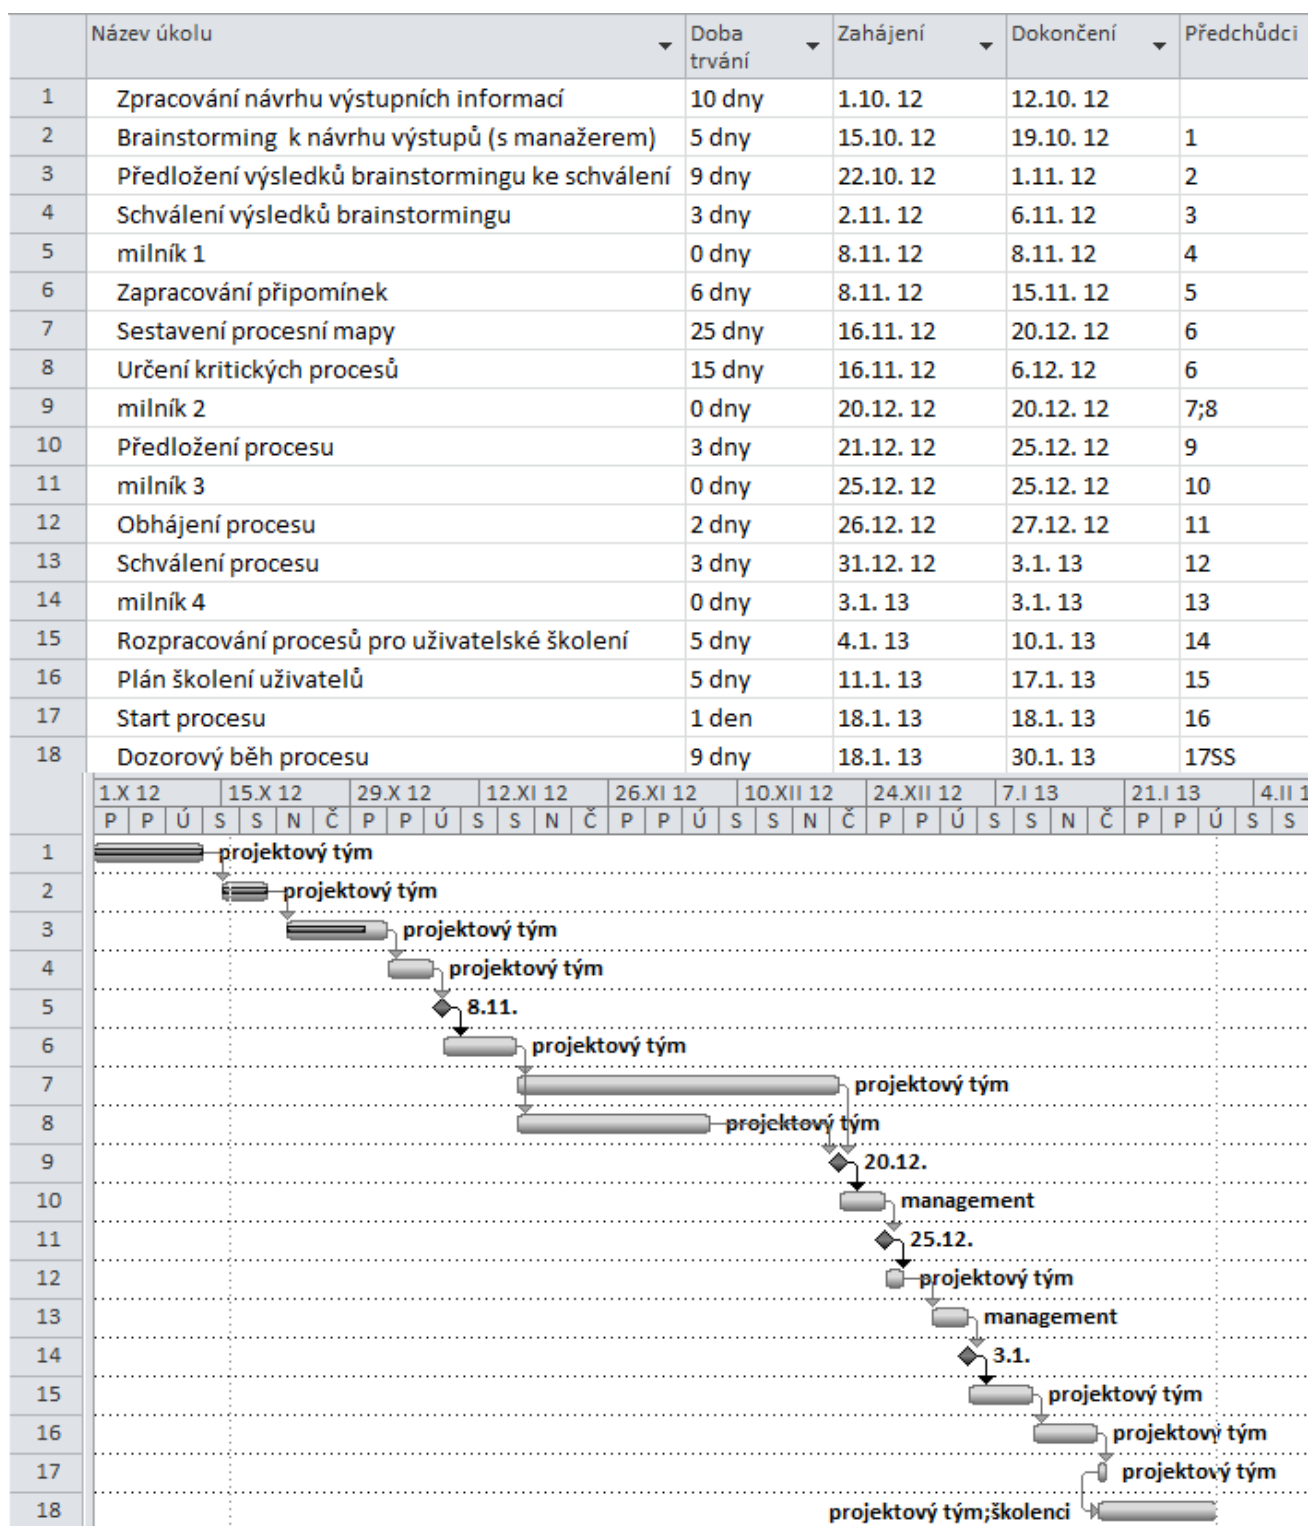 Název úkolu Doba trvání Zahájení Dokončení Předchůdci
1 Zpracování návrhu výstupních informací 10 dny 1.10. 12 12.10. 12
2 Brainstorming k návrhu výstupů (s manažerem) 5 dny 15.10. 12 19.10. 12 1
3 Předložení výsledků brainstormingu ke schválení 9 dny 22.10. 12 1.11. 12 2
4 Schválení výsledků brainstormingu 3 dny 2.11. 12 6.11. 12 3
5 milník 1 0 dny 8.11. 12 8.11. 12 4
6 Zapracování připomínek 6 dny 8.11. 12 15.11. 12 5
7 Sestavení procesní mapy 25 dny 16.11. 12 20.12. 12 6
8 Určení kritických procesů 15 dny 16.11. 12 6.12. 12 6
9 milník 2 0 dny 20.12. 12 20.12. 12 7;8
10 Předložení procesu 3 dny 21.12. 12 25.12. 12 9
11 milník 3 0 dny 25.12. 12 25.12. 12 10
12 Obhájení procesu 2 dny 26.12. 12 27.12. 12 11
13 Schválení procesu 3 dny 31.12. 12 3.1. 13 12
14 milník 4 0 dny 3.1. 13 3.1. 13 13
15 Rozpracování procesů pro uživatelské školení 5 dny 4.1. 13 10.1. 13 14
16 Plán školení uživatelů 5 dny 11.1. 13 17.1. 13 15
17 Start procesu 1 den 18.1. 13 18.1. 13 16
18 Dozorový běh procesu 9 dny 18.1. 13 30.1. 13 17SS
1.X 12 15.X 12 29.X 12 12.XI 12 26.XI 12 10.XII 12 24.XII 12 7.I 13 21.I 13 4.II 1
P P Ú S S N Č P P Ú S S N Č P P Ú S S N Č P P Ú S S N Č P P Ú S S
1 projektový tým
2 projektový tým
3 projektový tým
4 projektový tým
5 8.11.
6 projektový tým
7 projektový tým
8 projektový tým
9 20.12.
10 management
11 25.12.
12 projektový tým
13 management
14 3.1.
15 projektový tým
16 projektový tým
17 projektový tým
18 projektový tým;školenci